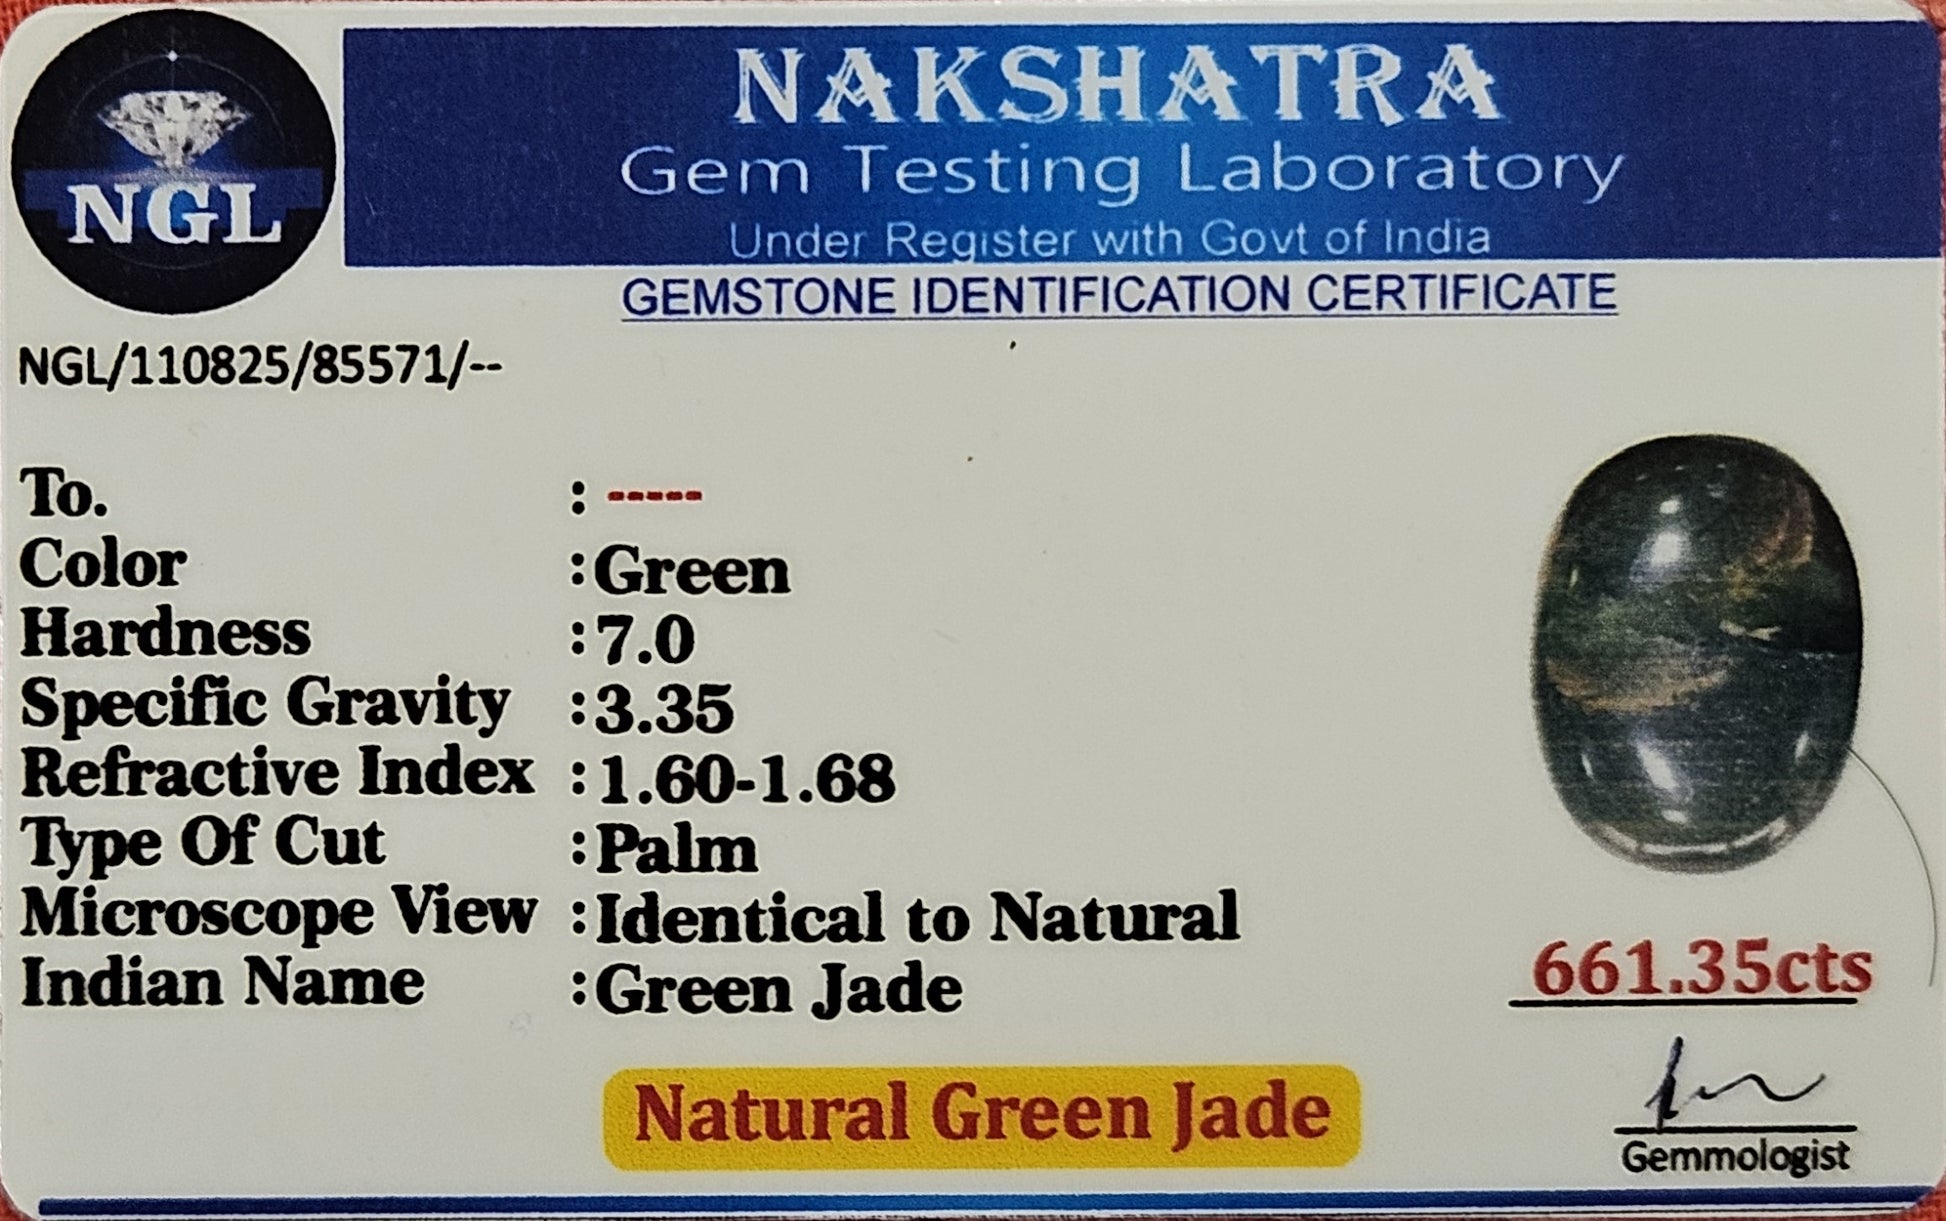 NGL
NAKSHATRA
Gem Testing Laboratory
Under Register with Govt of India
GEMSTONE IDENTIFICATION CERTIFICATE
NGL/110825/85571/--
To. : -----
Color :Green
Hardness :7.0
Specific Gravity :3.35
Refractive Index :1.60-1.68
Type Of Cut :Palm
Microscope View :Identical to Natural
Indian Name :Green Jade
661.35cts
Natural Green Jade
Gemmologist